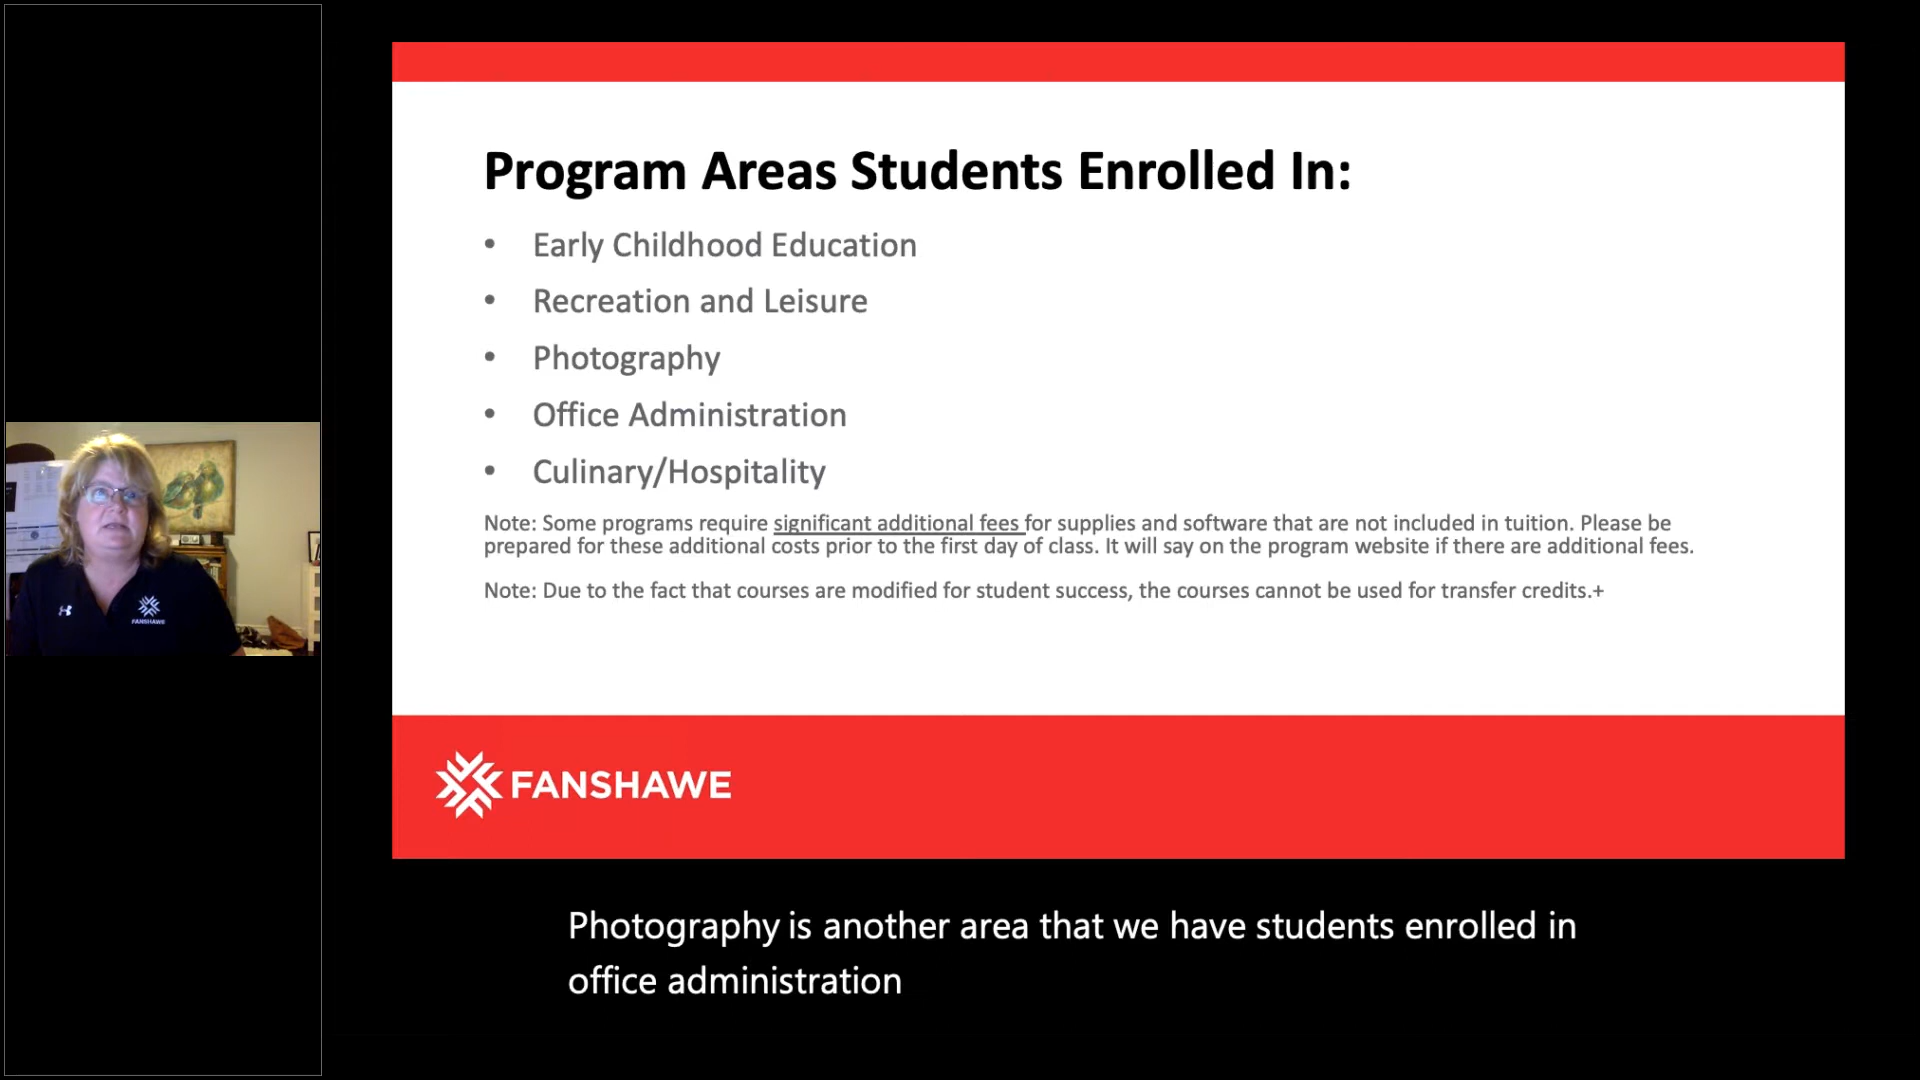 Program Areas Students Enrolled In:
• Early Childhood Education
• Recreation and Leisure
• Photography
• Office Administration
• Culinary/Hospitality
Note: Some programs require significant additional fees for supplies and software that are not included in tuition. Please be
prepared for these additional costs prior to the first day of class. It will say on the program website if there are additional fees.
Note: Due to the fact that courses are modified for student success, the courses cannot be used for transfer credits.+
FANSHAWE
FANSHAWE
Photography is another area that we have students enrolled in
office administration